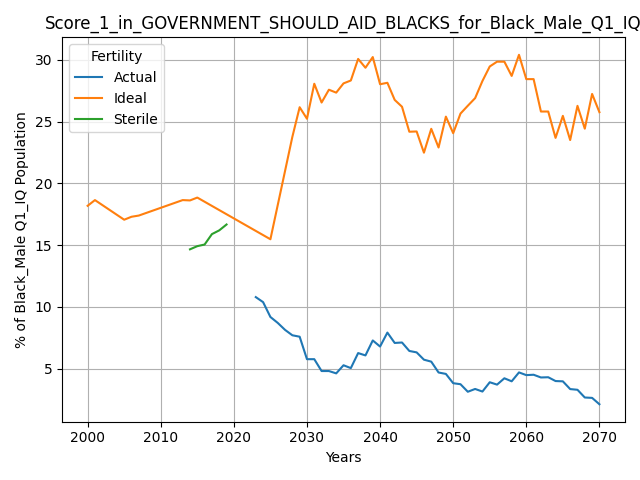 Score_1_in_GOVERNMENT_SHOULD_AID_BLACKS_for_Black_Male_Q1_IQ
Fertility
Actual
Ideal
Sterile
% of Black_Male Q1_IQ Population
30
25
20
15
10
5
2000 2010 2020 2030 2040 2050 2060 2070
Years